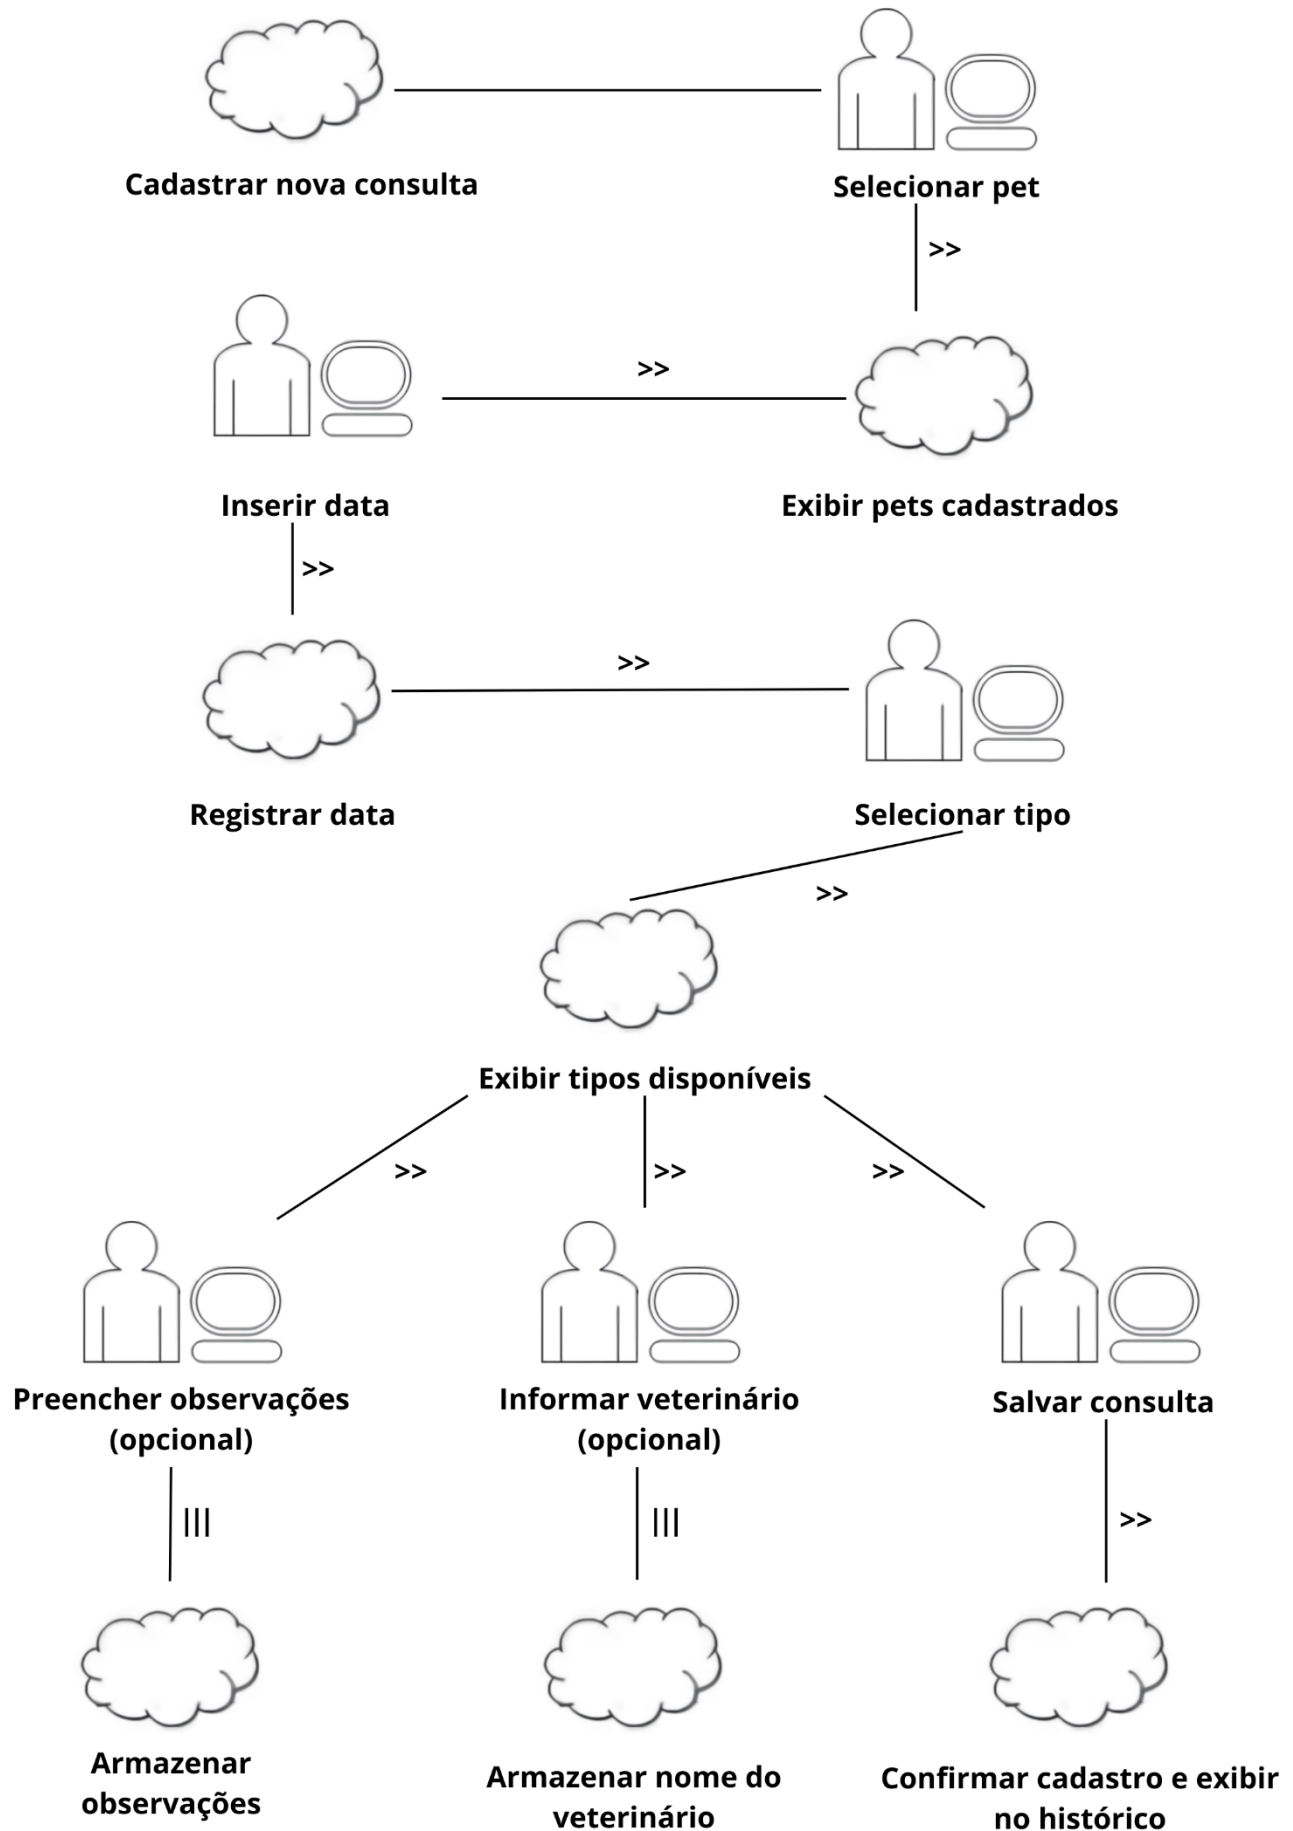 Cadastrar nova consulta
Selecionar pet
>>
>>
Inserir data
Exibir pets cadastrados
>>
>>
Registrar data
Selecionar tipo
>>
Exibir tipos disponíveis
>>
>>
>>
Preencher observações
(opcional)
Informar veterinário
(opcional)
Salvar consulta
|||
|||
>>
Armazenar
observações
Armazenar nome do
veterinário
Confirmar cadastro e exibir
no histórico